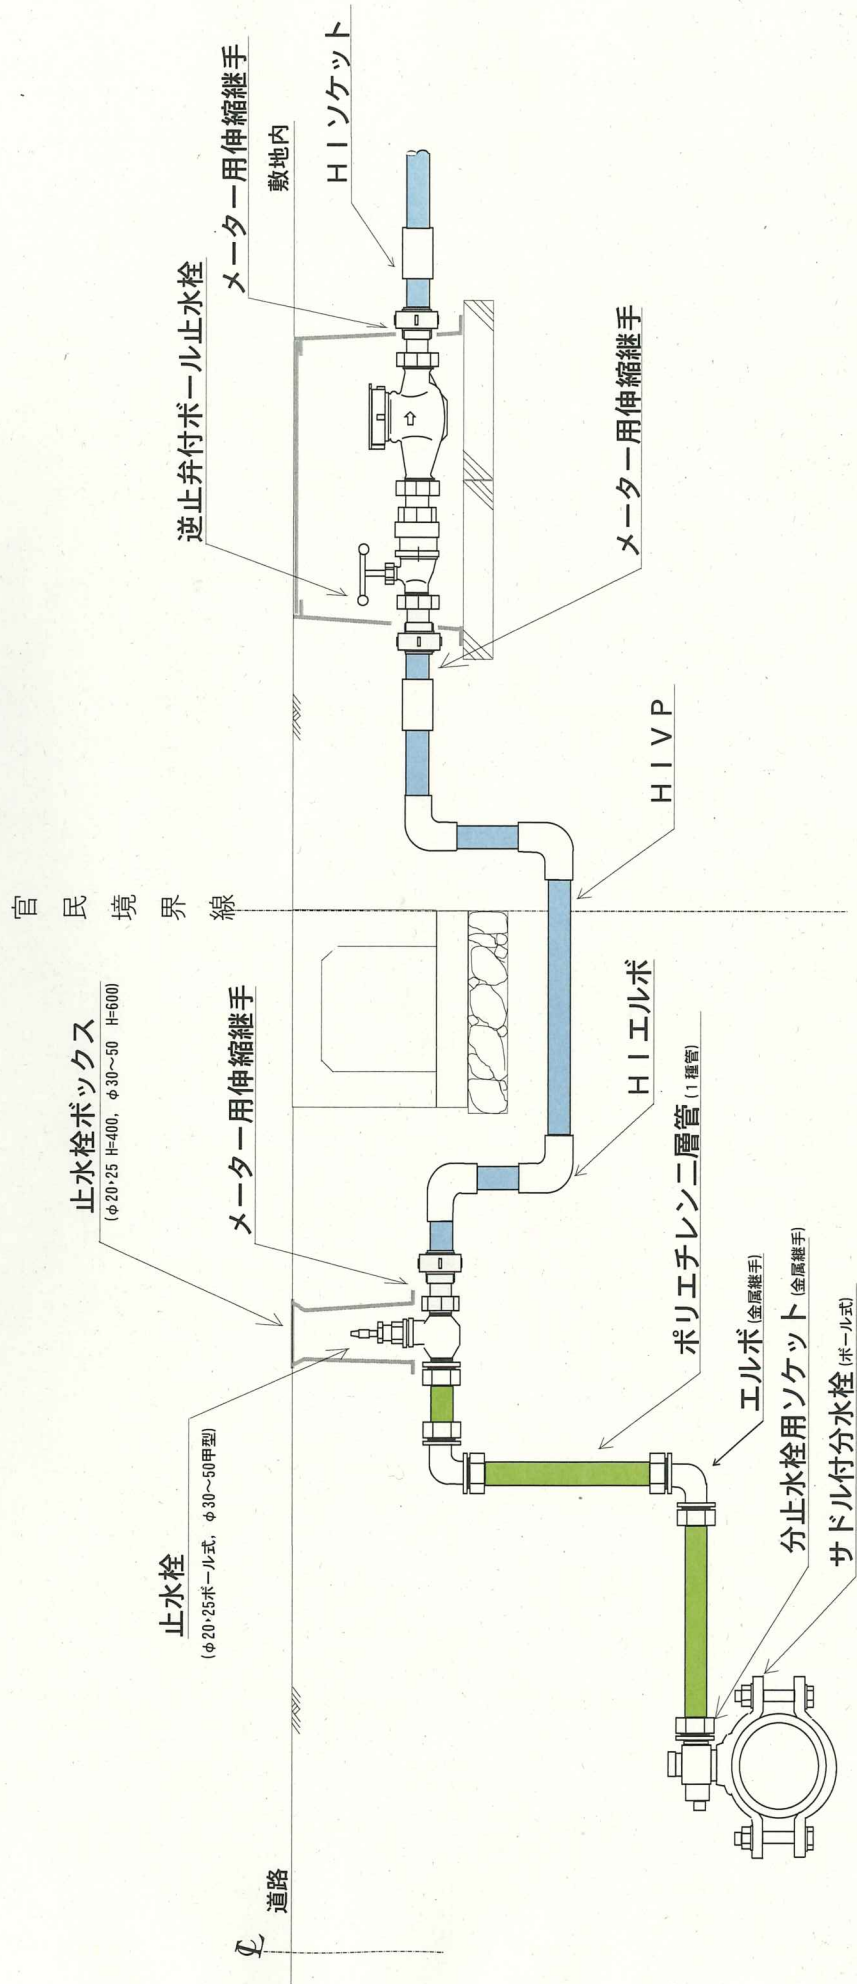 官民境界線
止水栓ボックス
(φ20・25 H=400, φ30~50 H=600)
止水栓
(φ20・25ボール式, φ30~50甲型)
メーター用伸縮継手
逆止弁付ボール止水栓
メーター用伸縮継手
敷地内
HIソケット
道路
℄
メーター用伸縮継手
HIVP
HIエルボ
ポリエチレン二層管(1種管)
エルボ(金属継手)
分止水栓用ソケット(金属継手)
サドル付分水栓(ボール式)